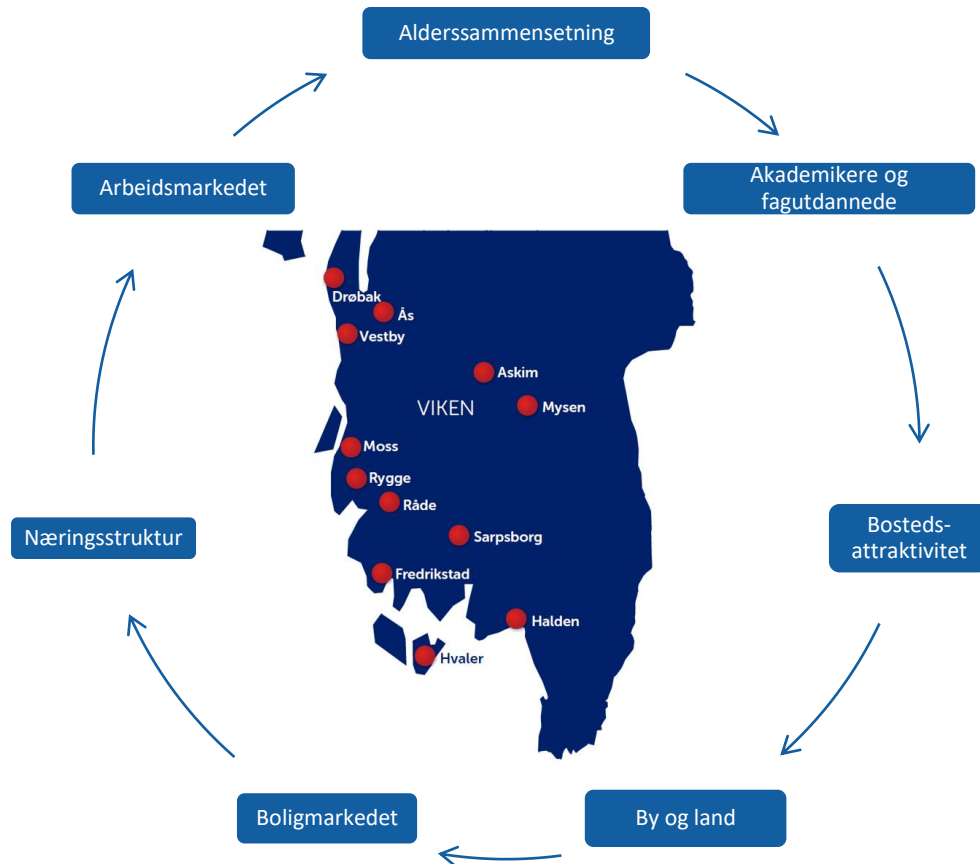 Alderssammensetning
Arbeidsmarkedet
Akademikere og
fagutdannede
Drøbak
Ås
Vestby
Askim
VIKEN
Mysen
Moss
Rygge
Råde
Næringsstruktur
Bosteds-
attraktivitet
Sarpsborg
Fredrikstad
Halden
Hvaler
Boligmarkedet
By og land